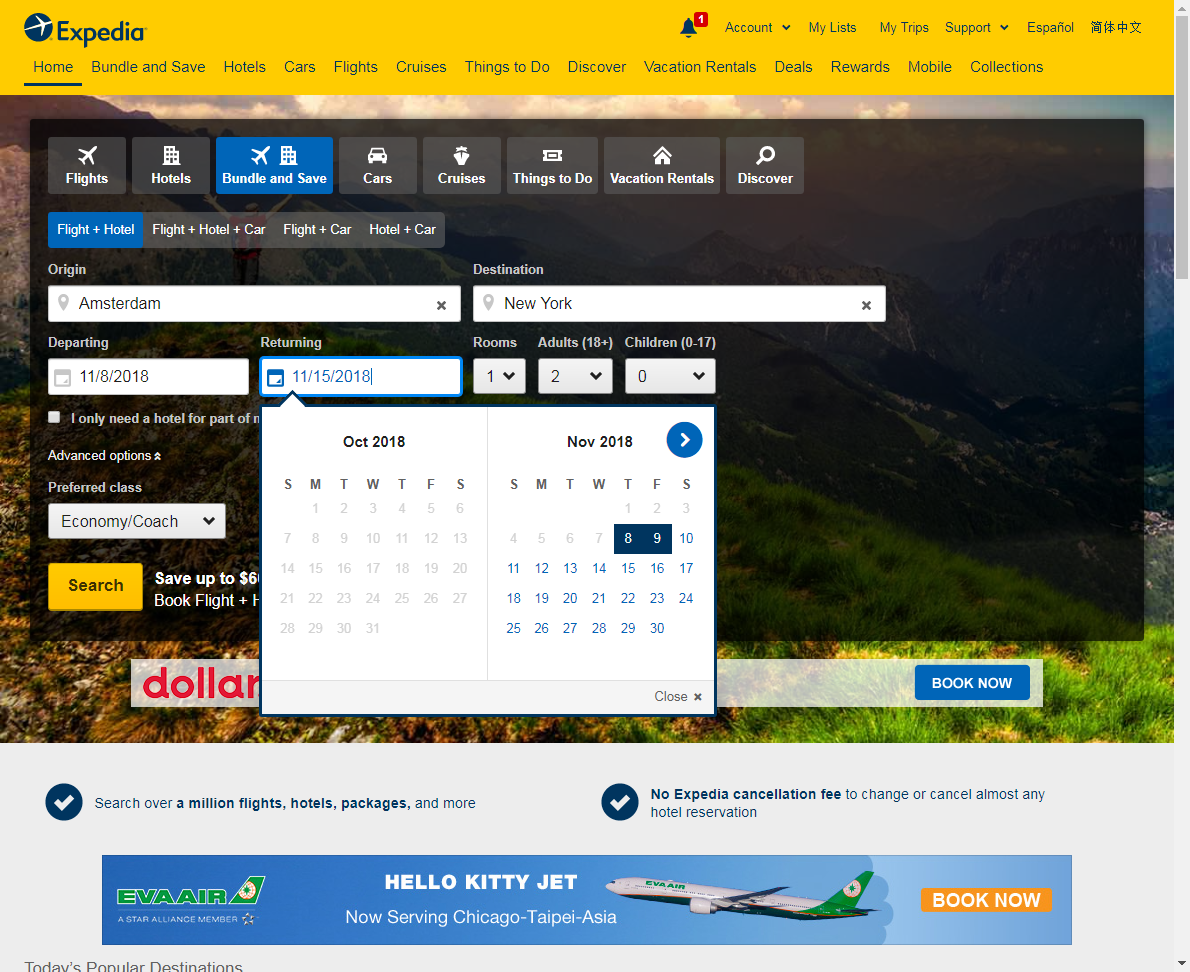 Expedia
1
Account
My Lists
My Trips
Support
Español
简体中文
Home
Bundle and Save
Hotels
Cars
Flights
Cruises
Things to Do
Discover
Vacation Rentals
Deals
Rewards
Mobile
Collections
Flights
Hotels
Bundle and Save
Cars
Cruises
Things to Do
Vacation Rentals
Discover
Flight + Hotel
Flight + Hotel + Car
Flight + Car
Hotel + Car
Origin
Destination
Amsterdam
New York
Departing
Returning
Rooms
Adults (18+)
Children (0-17)
11/8/2018
11/15/2018
1
2
0
I only need a hotel for part of
Advanced options
Preferred class
Economy/Coach
Search
Save up to $6
Book Flight + H
Oct 2018
S M T W T F S
1 2 3 4 5 6
7 8 9 10 11 12 13
14 15 16 17 18 19 20
21 22 23 24 25 26 27
28 29 30 31
Nov 2018
S M T W T F S
1 2 3
4 5 6 7 8 9 10
11 12 13 14 15 16 17
18 19 20 21 22 23 24
25 26 27 28 29 30
Close
dollar
BOOK NOW
Search over a million flights, hotels, packages, and more
No Expedia cancellation fee to change or cancel almost any
hotel reservation
EVA AIR
A STAR ALLIANCE MEMBER
HELLO KITTY JET
Now Serving Chicago-Taipei-Asia
EVA AIR
BOOK NOW
Today's Popular Destinations